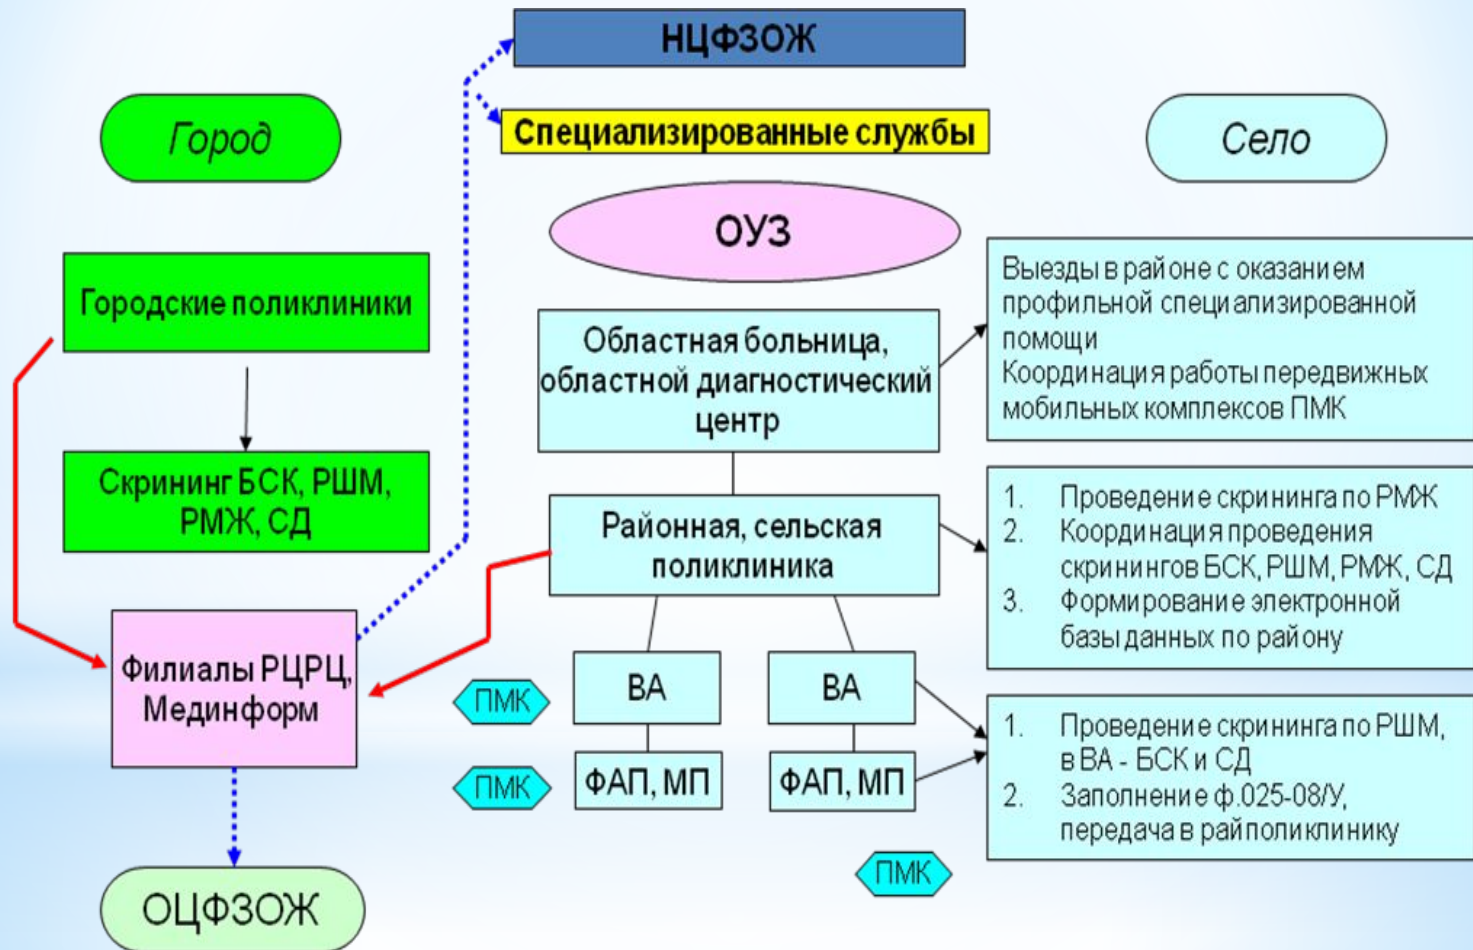 НЦФЗОЖ
Город
Специализированные службы
Село
ОУЗ
Городские поликлиники
Скрининг БСК, РШМ,
РМЖ, СД
Филиалы РЦРЦ,
Мединформ
ОЦФЗОЖ
Областная больница,
областной диагностический
центр
Районная, сельская
поликлиника
ПМК
ВА
ВА
ПМК
ФАП, МП
ФАП, МП
ПМК
Выезды в районе с оказанием
профильной специализированной
помощи
Координация работы передвижных
мобильных комплексов ПМК
1. Проведение скрининга по РМЖ
2. Координация проведения
скринингов БСК, РШМ, РМЖ, СД
3. Формирование электронной
базы данных по району
1. Проведение скрининга по РШМ,
в ВА - БСК и СД
2. Заполнение ф.025-08/У,
передача в райполиклинику